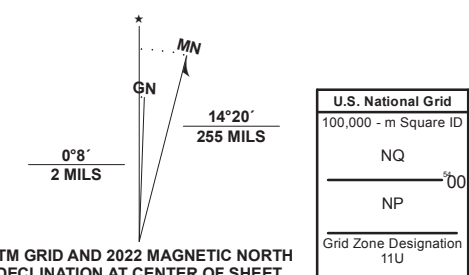 ★
MN
GN
14°20´
255 MILS
0°8´
2 MILS
TM GRID AND 2022 MAGNETIC NORTH
DECLINATION AT CENTER OF SHEET
U.S. National Grid
100,000 - m Square ID
NQ
⁵⁴00
NP
Grid Zone Designation
11U